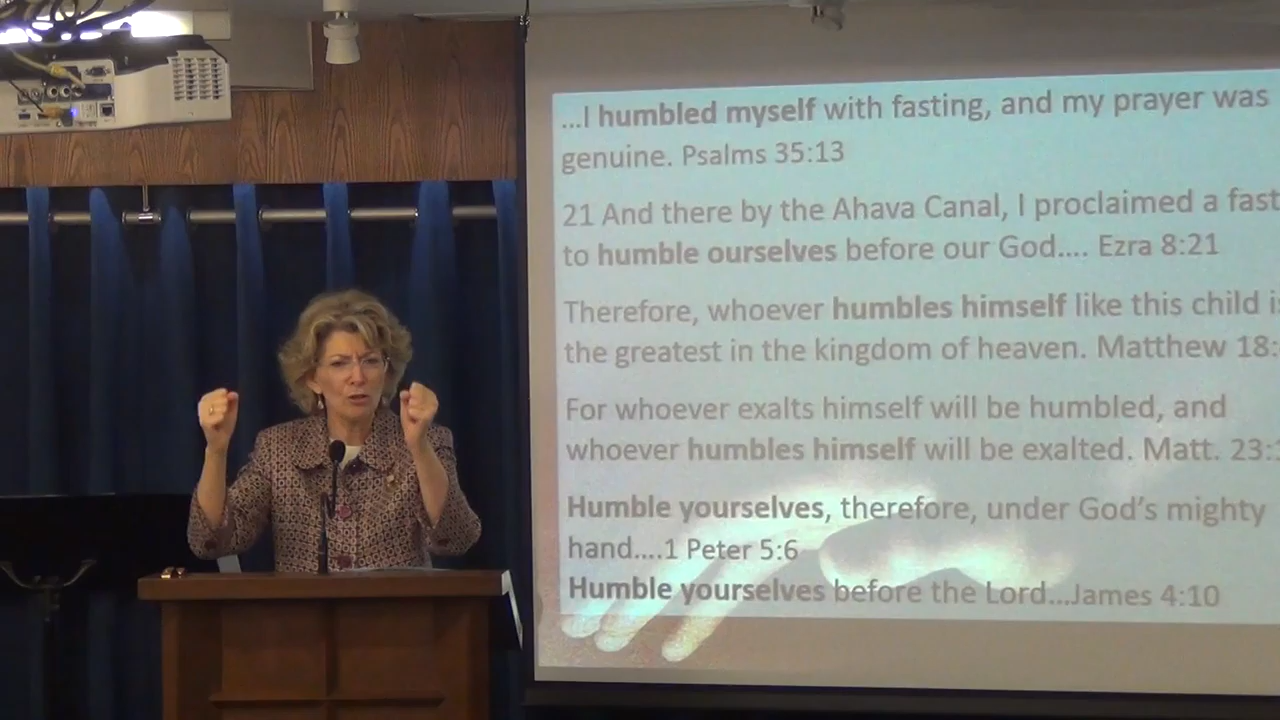 ...I humbled myself with fasting, and my prayer was
genuine. Psalms 35:13
21 And there by the Ahava Canal, I proclaimed a fast
to humble ourselves before our God.... Ezra 8:21
Therefore, whoever humbles himself like this child
the greatest in the kingdom of heaven. Matthew 18:
For whoever exalts himself will be humbled, and
whoever humbles himself will be exalted. Matt. 23:
Humble yourselves, therefore, under God's mighty
hand....1 Peter 5:6
Humble yourselves before the Lord...James 4:10